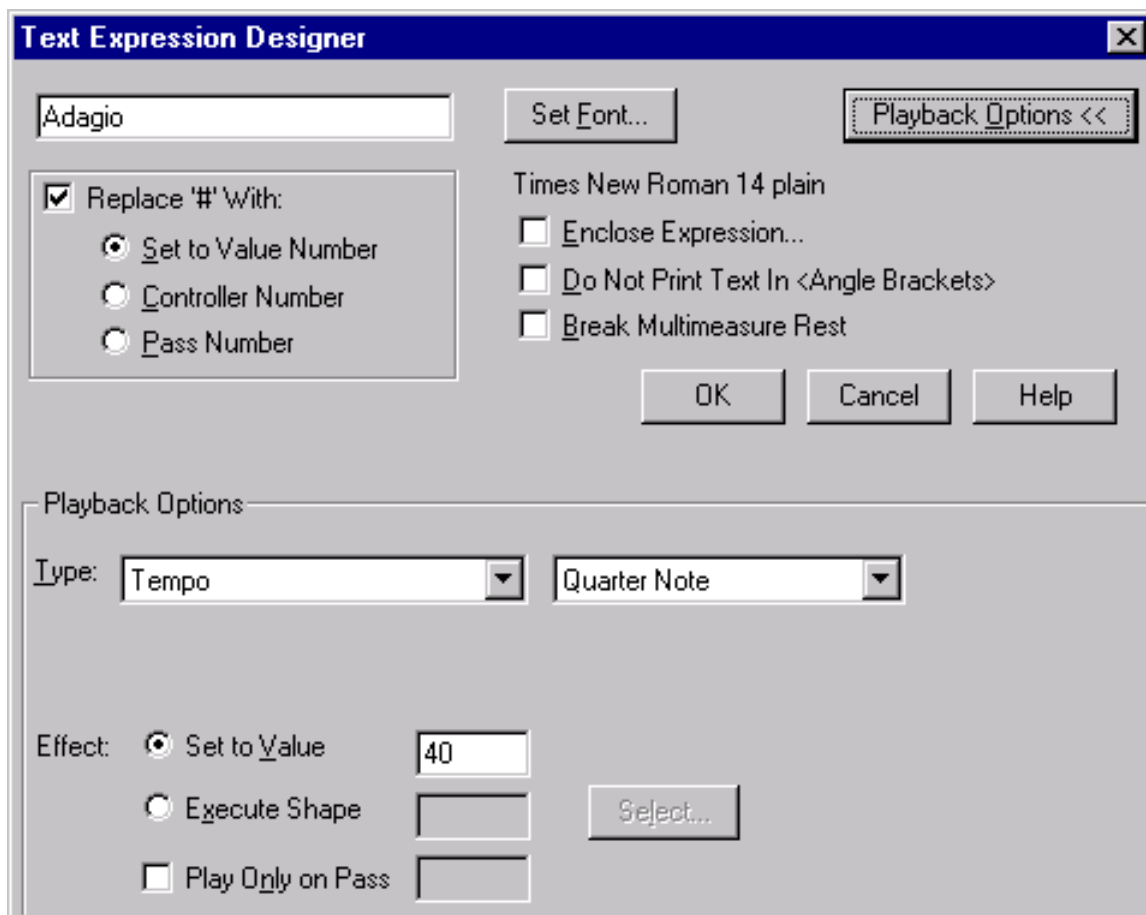 Text Expression Designer
Adagio
Set Font...
Playback Options <<
Replace '#' With:
Set to Value Number
Controller Number
Pass Number
Times New Roman 14 plain
Enclose Expression...
Do Not Print Text In <Angle Brackets>
Break Multimeasure Rest
OK
Cancel
Help
Playback Options
Type:
Tempo
Quarter Note
Effect:
Set to Value
40
Execute Shape
Select...
Play Only on Pass